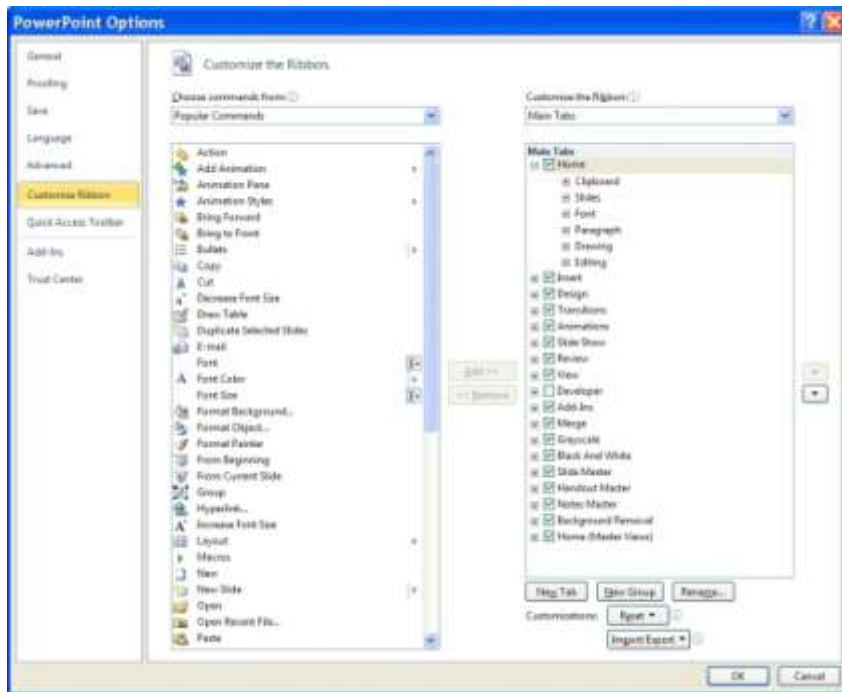 PowerPoint Options
General
Proofing
Save
Language
Advanced
Customize Ribbon
Quick Access Toolbar
Add-Ins
Trust Center
Customize the Ribbon.
Choose commands from:
Popular Commands
Action
Add Animation
Animation Pane
Animation Styles
Bring Forward
Bring to Front
Bullets
Copy
Cut
Decrease Font Size
Draw Table
Duplicate Selected Slides
E-mail
Font
Font Color
Font Size
Format Background...
Format Object...
Format Painter
From Beginning
From Current Slide
Group
Hyperlink...
Increase Font Size
Layout
Macros
New
New Slide
Open
Open Recent File...
Paste
Add >>
<< Remove
Customize the Ribbon:
Main Tabs
Main Tabs
Home
Clipboard
Slides
Font
Paragraph
Drawing
Editing
Insert
Design
Transitions
Animations
Slide Show
Review
View
Developer
Add-Ins
Merge
Grayscale
Black And White
Slide Master
Handout Master
Notes Master
Background Removal
Home (Master Views)
New Tab
New Group
Rename...
Customizations:
Reset
Import/Export
OK
Cancel